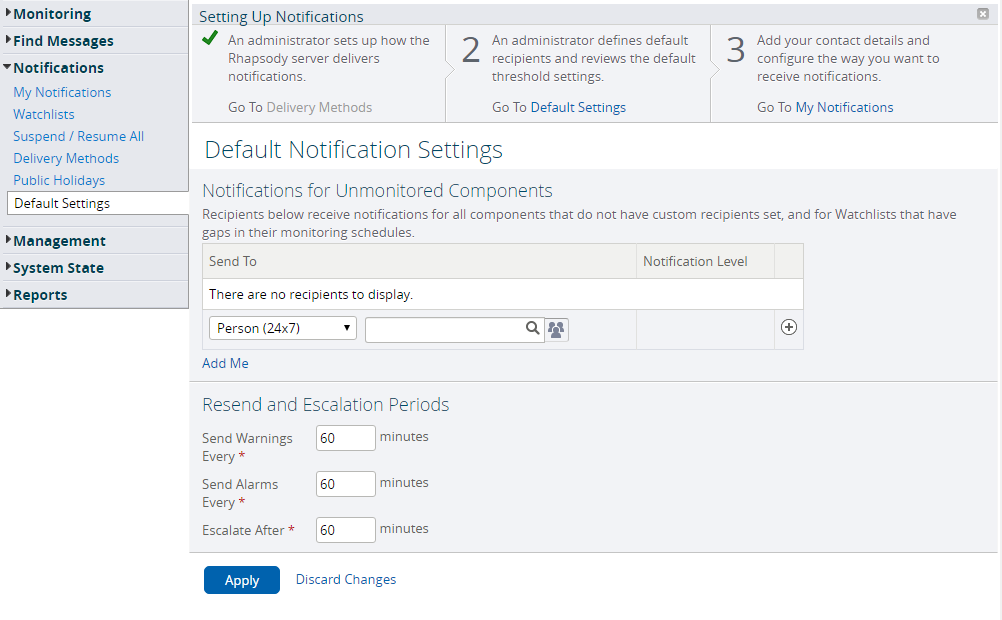 Monitoring
Find Messages
Notifications
My Notifications
Watchlists
Suspend / Resume All
Delivery Methods
Public Holidays
Default Settings
Management
System State
Reports
Setting Up Notifications
An administrator sets up how the
Rhapsody server delivers
notifications.
Go To Delivery Methods
2
An administrator defines default
recipients and reviews the default
threshold settings.
Go To Default Settings
3
Add your contact details and
configure the way you want to
receive notifications.
Go To My Notifications
Default Notification Settings
Notifications for Unmonitored Components
Recipients below receive notifications for all components that do not have custom recipients set, and for Watchlists that have
gaps in their monitoring schedules.
Send To Notification Level
There are no recipients to display.
Person (24x7)
Add Me
Resend and Escalation Periods
Send Warnings
Every * 60 minutes
Send Alarms
Every * 60 minutes
Escalate After * 60 minutes
Apply Discard Changes